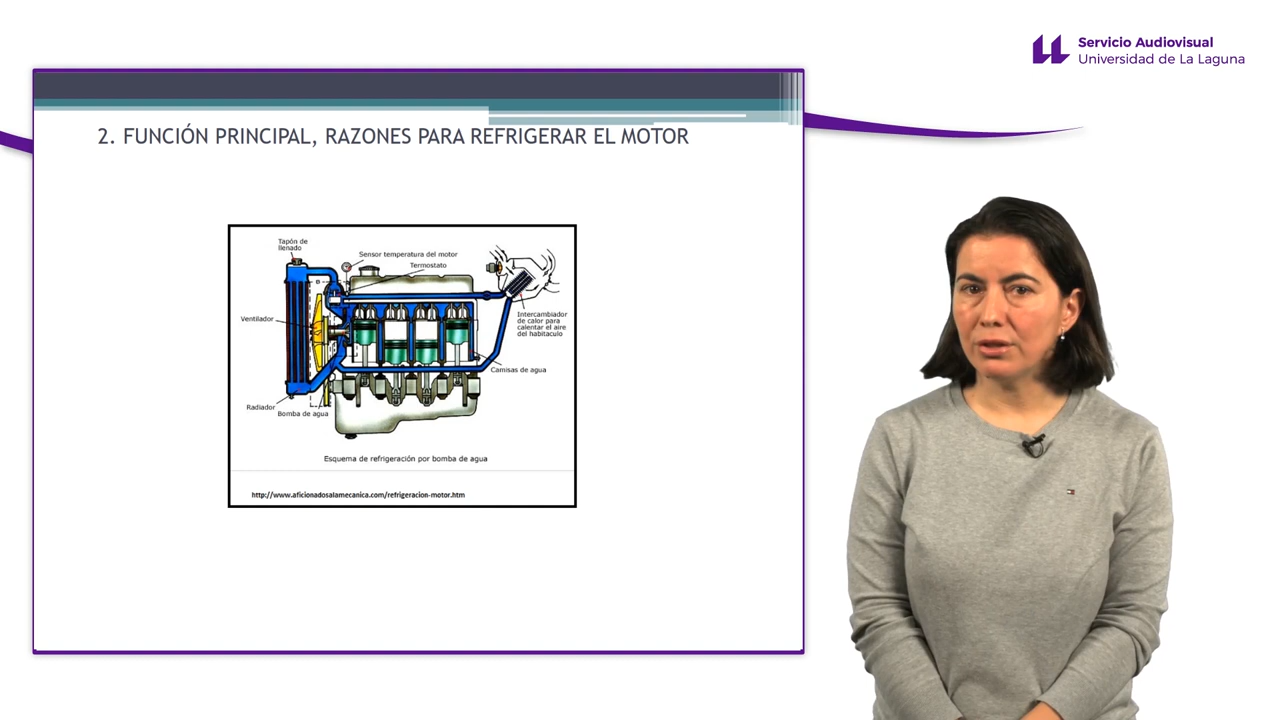 Servicio Audiovisual
Universidad de La Laguna
2. FUNCIÓN PRINCIPAL, RAZONES PARA REFRIGERAR EL MOTOR
Tapón de
llenado
Sensor temperatura del motor
Termostato
Ventilador
Intercambiador
de calor para
calentar el aire
del habitaculo
Camisas de agua
Radiador
Bomba de agua
Esquema de refrigeración por bomba de agua
http://www.aficionadosalamecanica.com/refrigeracion-motor.htm